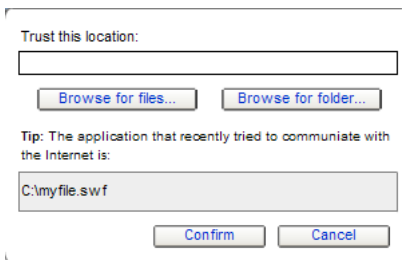 Trust this location:
Browse for files... Browse for folder...
Tip: The application that recently tried to communiate with
the Internet is:
C:\myfile.swf
Confirm Cancel